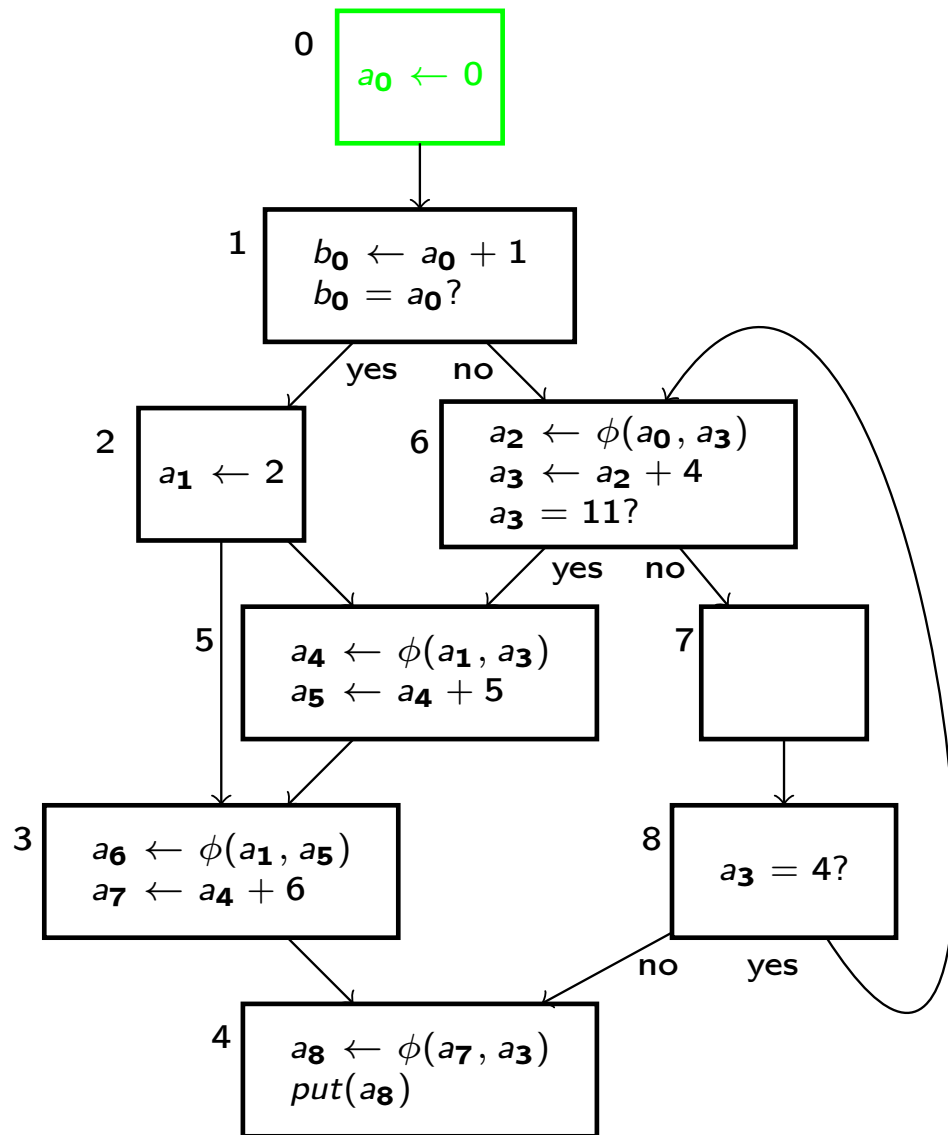 0
a₀ ← 0
1
b₀ ← a₀ + 1
b₀ = a₀?
yes no
2
a₁ ← 2
6
a₂ ← ϕ(a₀, a₃)
a₃ ← a₂ + 4
a₃ = 11?
yes no
5
a₄ ← ϕ(a₁, a₃)
a₅ ← a₄ + 5
7
3
a₆ ← ϕ(a₁, a₅)
a₇ ← a₄ + 6
8
a₃ = 4?
no yes
4
a₈ ← ϕ(a₇, a₃)
put(a₈)